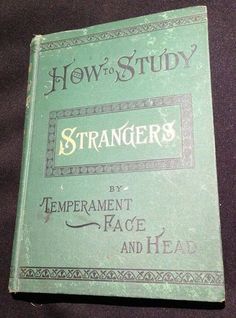 HOW TO STUDY
STRANGERS
BY
TEMPERAMENT
FACE
AND HEAD